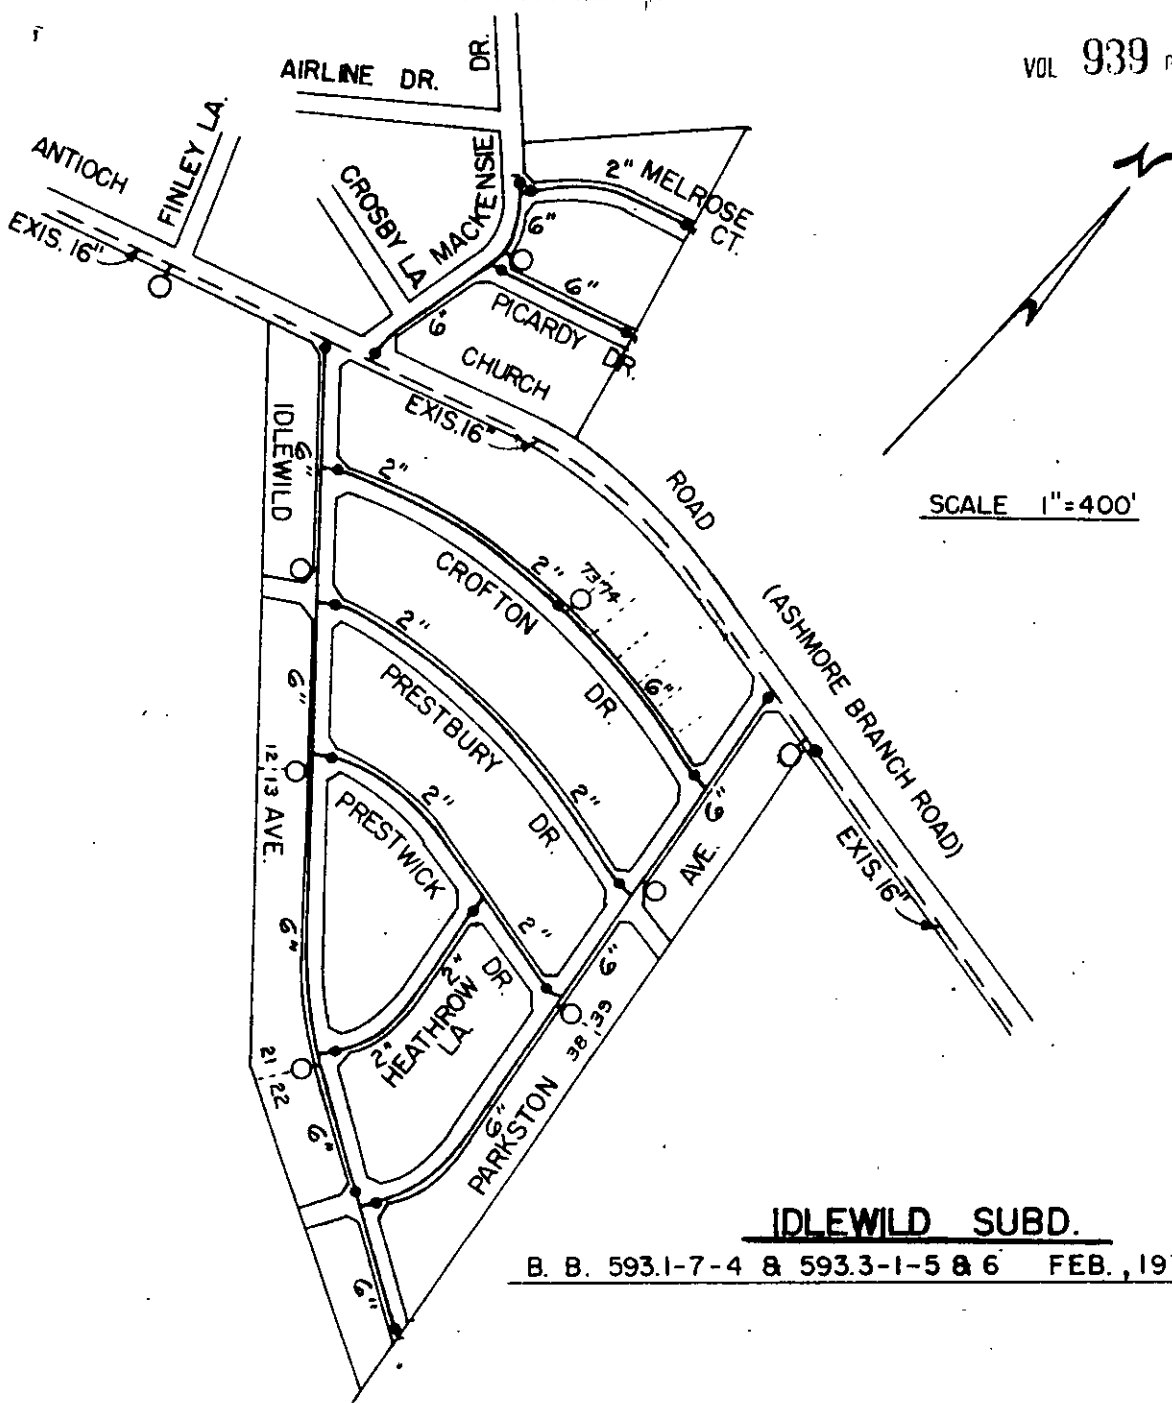 VOL 939
AIRLINE DR.
MACKENSIE DR.
ANTIOCH
FINLEY LA.
CROSBY LA
EXIS. 16"
2" MELROSE
CT.
6"
6"
PICARDY DR.
6"
CHURCH
EXIS. 16"
ROAD
SCALE 1"=400'
(ASHMORE BRANCH ROAD)
EXIS. 16"
IDLEWILD
6"
2"
CROFTON DR.
2"
73 74
6"
2"
6"
PRESTBURY DR.
2"
6"
AVE.
12 13
AVE.
2"
PRESTWICK DR.
2"
6"
6"
2"
HEATHROW
LA.
2"
38 39
21 22
6"
6"
PARKSTON
6"
IDLEWILD SUBD.
B. B. 593.1-7-4 & 593.3-1-5 & 6 FEB., 19